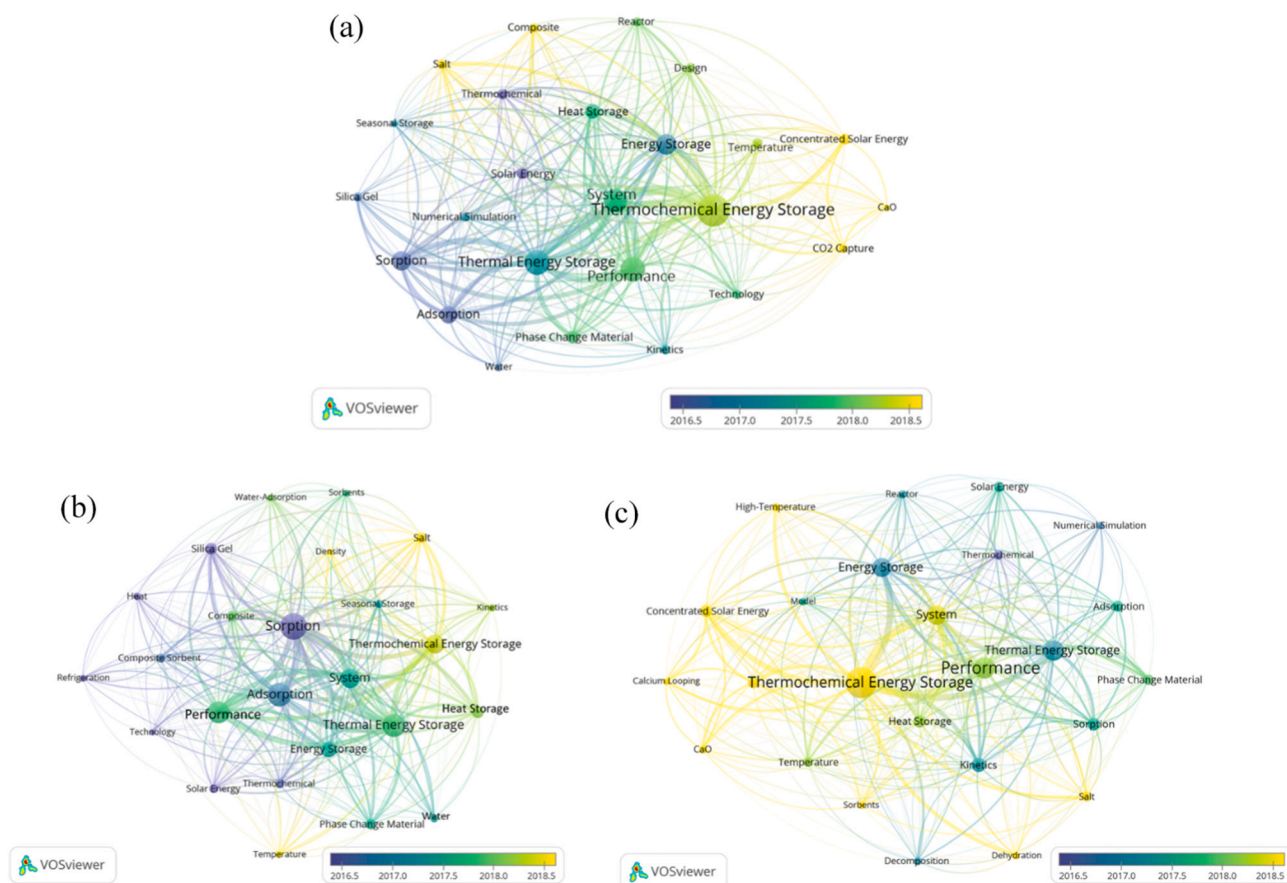 (a)
Composite
Reactor
Salt
Design
Thermochemical
Heat Storage
Seasonal Storage
Energy Storage
Temperature
Concentrated Solar Energy
Solar Energy
Silica Gel
System
Numerical Simulation
Thermochemical Energy Storage
CaO
CO2 Capture
Sorption
Thermal Energy Storage
Performance
Technology
Adsorption
Phase Change Material
Kinetics
Water
VOSviewer
2016.5 2017.0 2017.5 2018.0 2018.5
(b)
Water-Adsorption
Sorbents
Silica Gel
Density
Salt
Heat
Composite
Seasonal Storage
Kinetics
Sorption
Thermochemical Energy Storage
Composite Sorbent
Refrigeration
System
Adsorption
Performance
Heat Storage
Thermal Energy Storage
Technology
Energy Storage
Solar Energy
Thermochemical
Water
Phase Change Material
Temperature
VOSviewer
2016.5 2017.0 2017.5 2018.0 2018.5
(c)
Reactor
Solar Energy
High-Temperature
Numerical Simulation
Thermochemical
Energy Storage
Model
Concentrated Solar Energy
System
Adsorption
Thermal Energy Storage
Performance
Calcium Looping
Thermochemical Energy Storage
Phase Change Material
Heat Storage
Sorption
CaO
Temperature
Kinetics
Sorbents
Salt
Decomposition
Dehydration
VOSviewer
2016.5 2017.0 2017.5 2018.0 2018.5